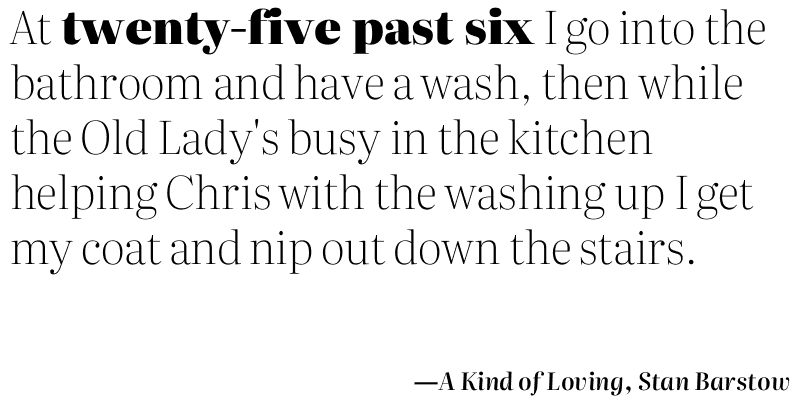 At twenty-five past six I go into the
bathroom and have a wash, then while
the Old Lady's busy in the kitchen
helping Chris with the washing up I get
my coat and nip out down the stairs.
—A Kind of Loving, Stan Barstow